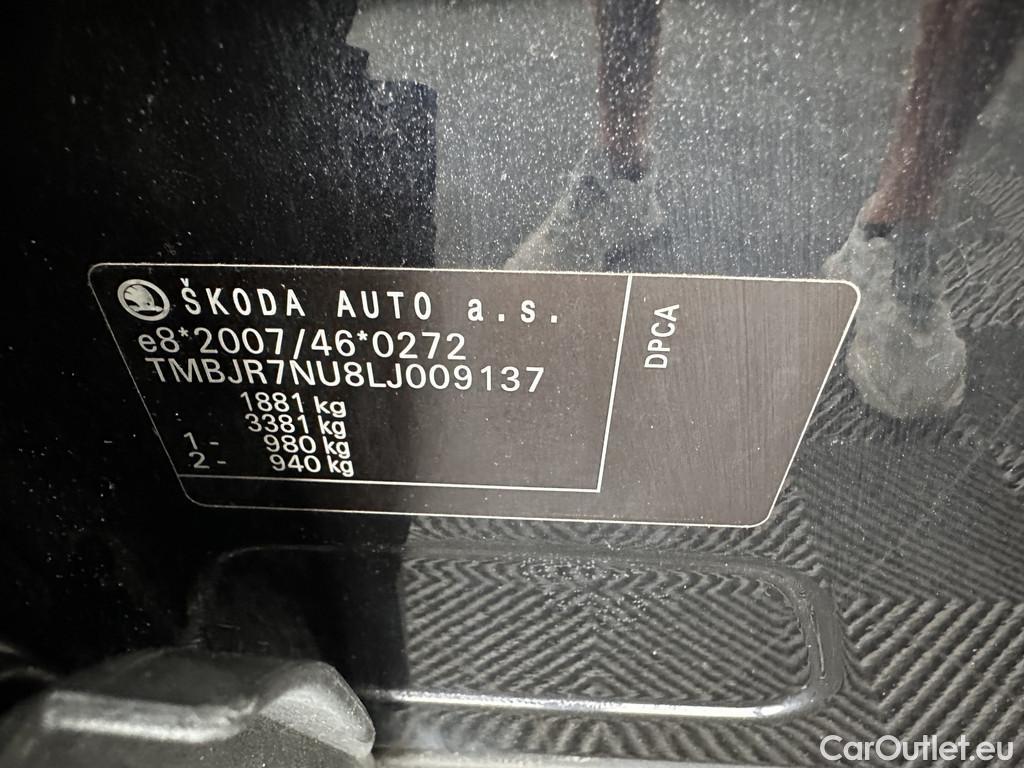 ŠKODA AUTO a.s.
e8*2007/46*0272
TMBJR7NU8LJ009137
1881 kg
3381 kg
1- 980 kg
2- 940 kg
DPCA
CarOutlet.eu